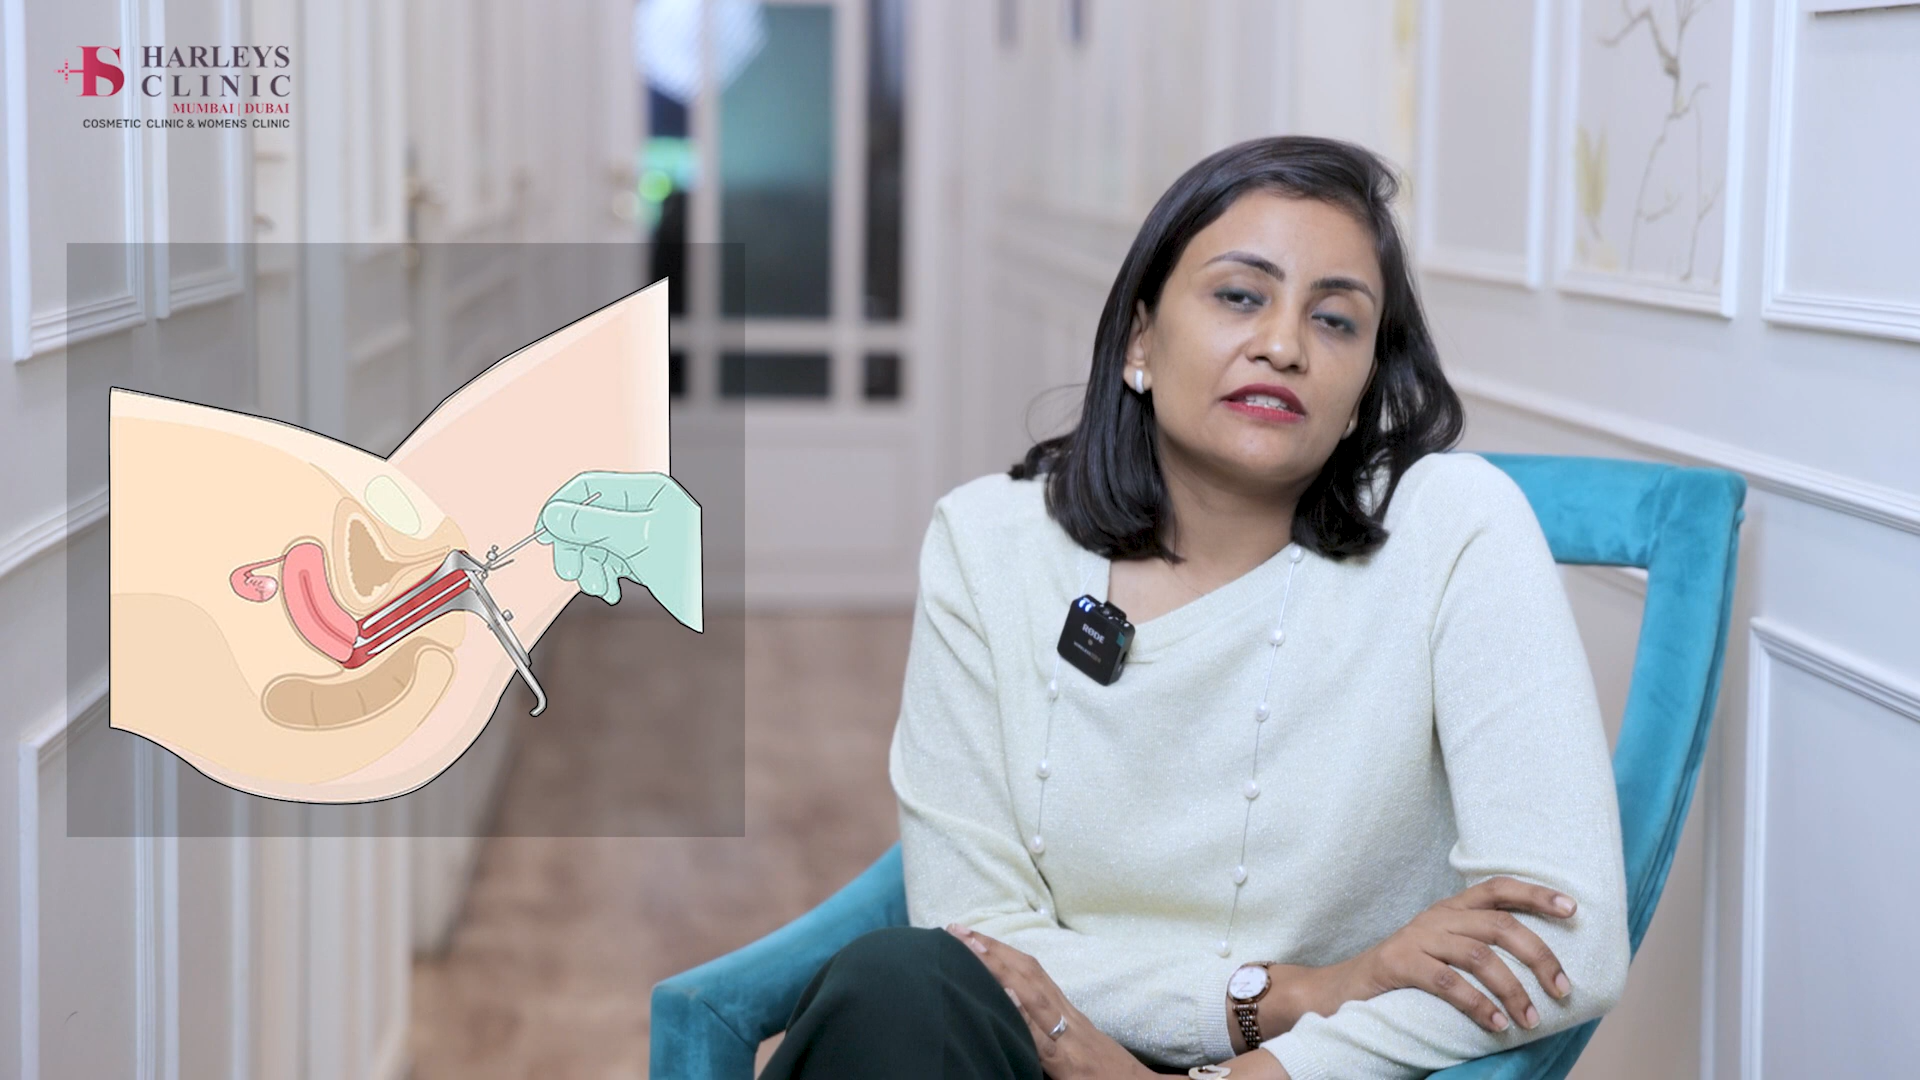 HARLEYS
CLINIC
MUMBAI | DUBAI
COSMETIC CLINIC & WOMENS CLINIC
RØDE